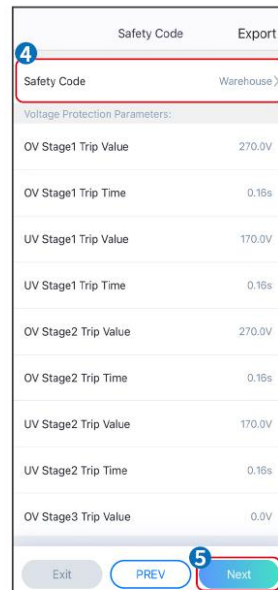 Safety Code Export
4
Safety Code Warehouse >
Voltage Protection Parameters:
OV Stage1 Trip Value 270.0V
OV Stage1 Trip Time 0.16s
UV Stage1 Trip Value 170.0V
UV Stage1 Trip Time 0.16s
OV Stage2 Trip Value 270.0V
OV Stage2 Trip Time 0.16s
UV Stage2 Trip Value 170.0V
UV Stage2 Trip Time 0.16s
OV Stage3 Trip Value 0.0V
5
Exit PREV Next